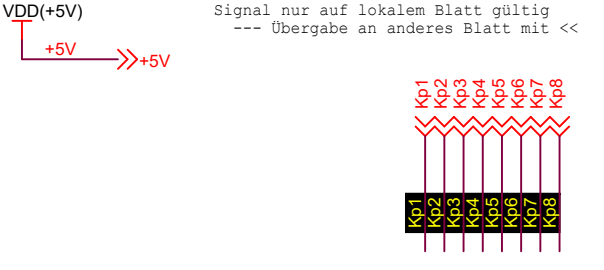 VDD(+5V)
Signal nur auf lokalem Blatt gültig
--- Übergabe an anderes Blatt mit <<
+5V
+5V
Kp1 Kp2 Kp3 Kp4 Kp5 Kp6 Kp7 Kp8
Kp1 Kp2 Kp3 Kp4 Kp5 Kp6 Kp7 Kp8